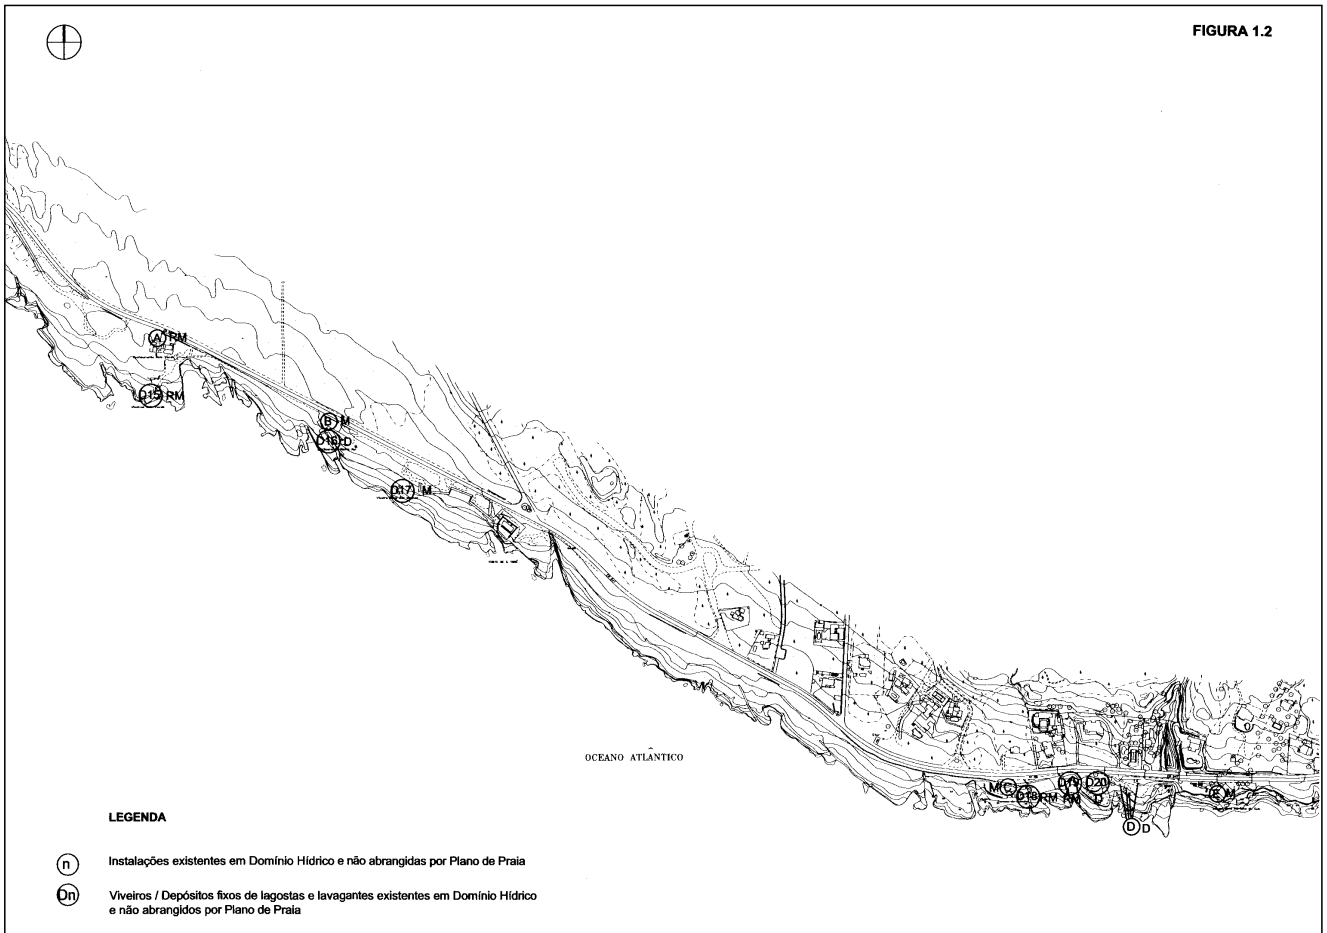 FIGURA 1.2
A RM
D15 RM
B M
D16 D
D17 M
OCEANO ATLÂNTICO
M C
D18 RM
D19 RM
D20 D
D D
E M
LEGENDA
n Instalações existentes em Domínio Hídrico e não abrangidas por Plano de Praia
Dn Viveiros / Depósitos fixos de lagostas e lavagantes existentes em Domínio Hídrico
e não abrangidos por Plano de Praia